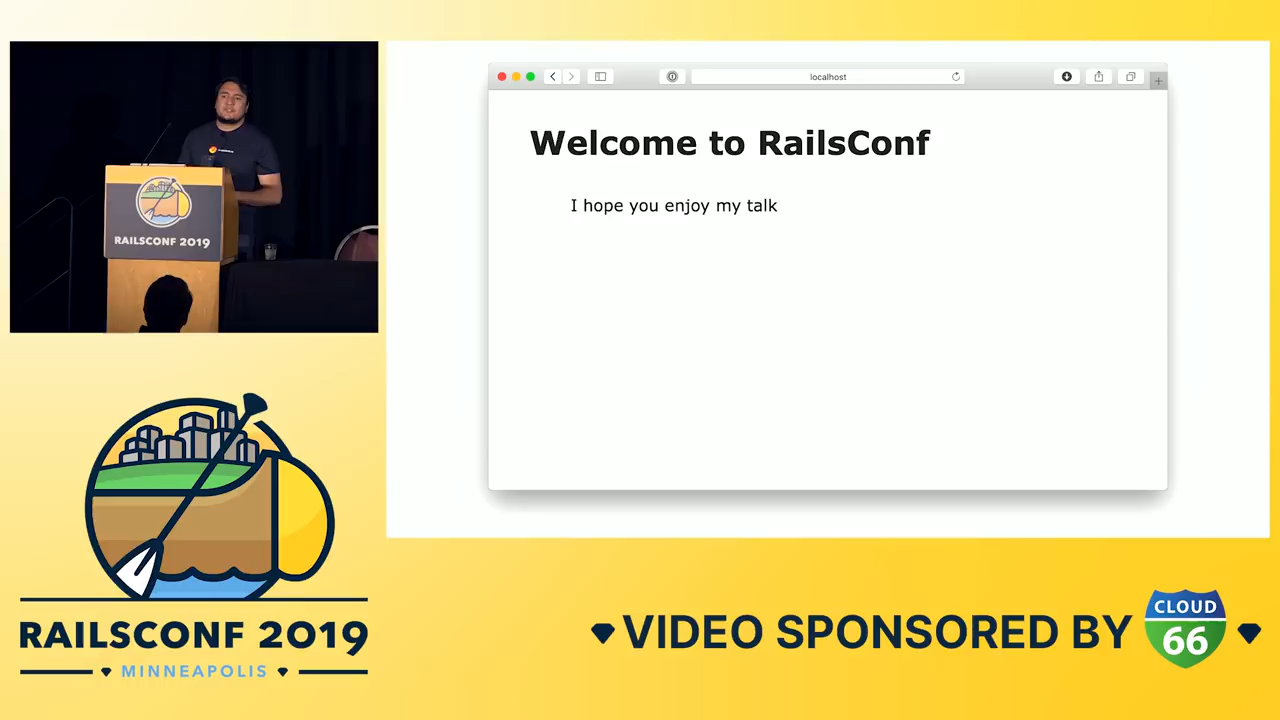 RAILSCONF 2019
localhost
Welcome to RailsConf
I hope you enjoy my talk
RAILSCONF 2019
MINNEAPOLIS
VIDEO SPONSORED BY
CLOUD
66